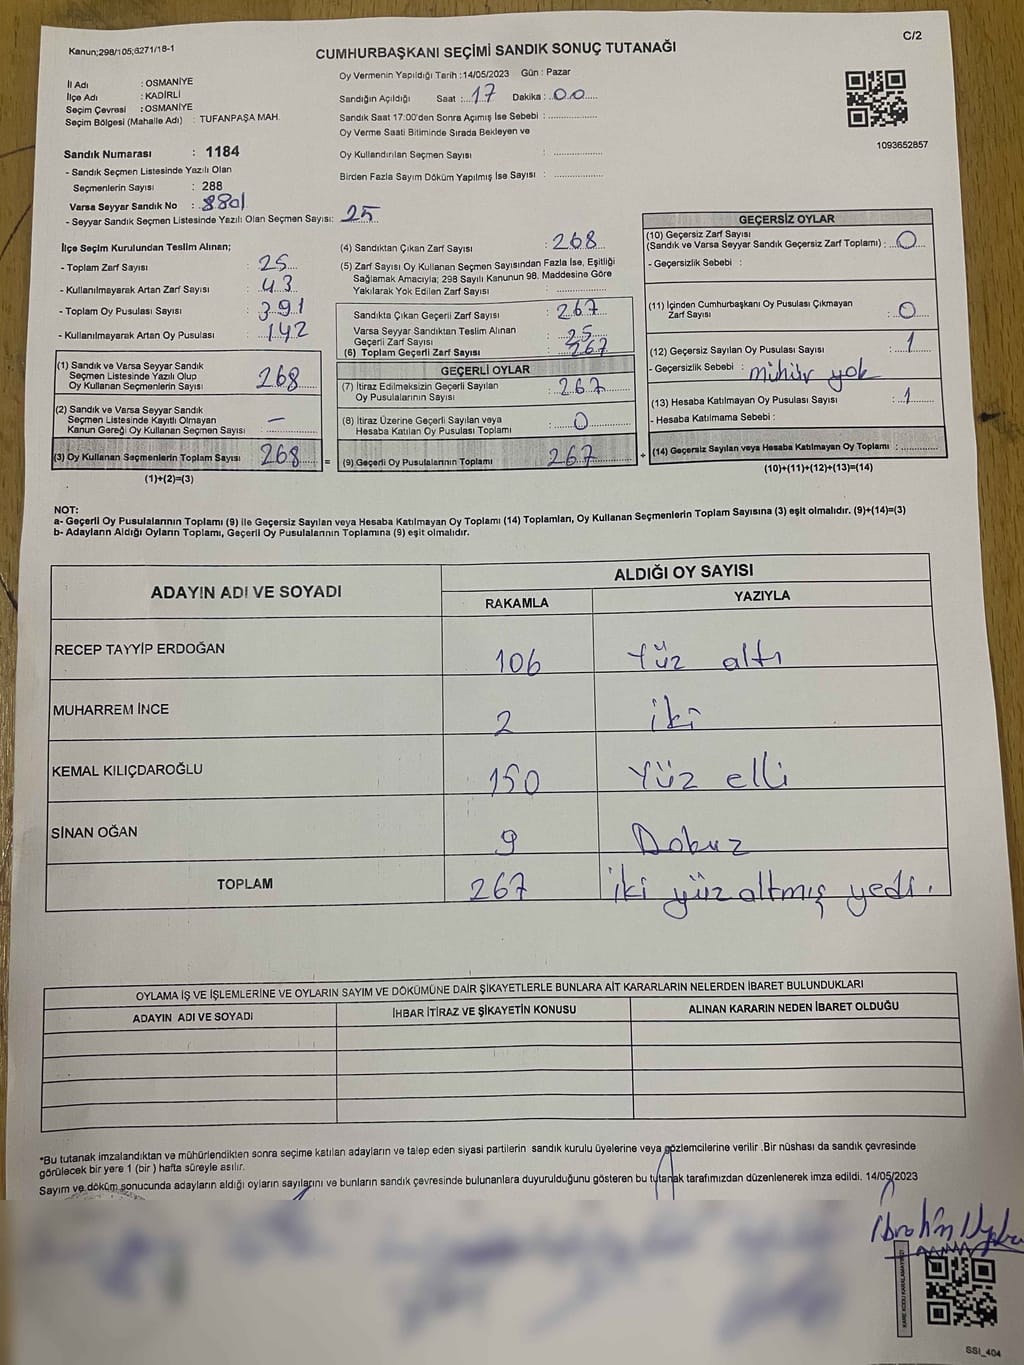 Kanun;298/105;6271/18-1
C/2
CUMHURBAŞKANI SEÇİMİ SANDIK SONUÇ TUTANAĞI
İl Adı : OSMANİYE
İlçe Adı : KADİRLİ
Seçim Çevresi : OSMANİYE
Seçim Bölgesi (Mahalle Adı) : TUFANPAŞA MAH.
Oy Vermenin Yapıldığı Tarih :14/05/2023 Gün : Pazar
Sandığın Açıldığı Saat :...17 Dakika :..00.....
Sandık Saat 17:00'den Sonra Açımış İse Sebebi : ................
Oy Verme Saati Bitiminde Sırada Bekleyen ve
Oy Kullandırılan Seçmen Sayısı : ................
Birden Fazla Sayım Döküm Yapılmış İse Sayısı : ................
1093652857
Sandık Numarası : 1184
- Sandık Seçmen Listesinde Yazılı Olan
Seçmenlerin Sayısı : 288
Varsa Seyyar Sandık No : 8801
- Seyyar Sandık Seçmen Listesinde Yazılı Olan Seçmen Sayısı: 25
İlçe Seçim Kurulundan Teslim Alınan;
- Toplam Zarf Sayısı : 25
- Kullanılmayarak Artan Zarf Sayısı : 43
- Toplam Oy Pusulası Sayısı : 391
- Kullanılmayarak Artan Oy Pusulası : 142
(1) Sandık ve Varsa Seyyar Sandık
Seçmen Listesinde Yazılı Olup
Oy Kullanan Seçmenlerin Sayısı : 268
(2) Sandık ve Varsa Seyyar Sandık
Seçmen Listesinde Kayıtlı Olmayan
Kanun Gereği Oy Kullanan Seçmen Sayısı : —
(3) Oy Kullanan Seçmenlerin Toplam Sayısı : 268 =
(1)+(2)=(3)
(4) Sandıktan Çıkan Zarf Sayısı : 268
(5) Zarf Sayısı Oy Kullanan Seçmen Sayısından Fazla İse, Eşitliği
Sağlamak Amacıyla; 298 Sayılı Kanunun 98. Maddesine Göre
Yakılarak Yok Edilen Zarf Sayısı : ................
Sandıkta Çıkan Geçerli Zarf Sayısı : 267
Varsa Seyyar Sandıktan Teslim Alınan
Geçerli Zarf Sayısı : 25
(6) Toplam Geçerli Zarf Sayısı : 267
GEÇERLİ OYLAR
(7) İtiraz Edilmeksizin Geçerli Sayılan
Oy Pusulalarının Sayısı : 267
(8) İtiraz Üzerine Geçerli Sayılan veya
Hesaba Katılan Oy Pusulası Toplamı : 0
(9) Geçerli Oy Pusulalarının Toplamı 267 +
GEÇERSİZ OYLAR
(10) Geçersiz Zarf Sayısı
(Sandık ve Varsa Seyyar Sandık Geçersiz Zarf Toplamı) : 0
- Geçersizlik Sebebi :
(11) İçinden Cumhurbaşkanı Oy Pusulası Çıkmayan
Zarf Sayısı : 0
(12) Geçersiz Sayılan Oy Pusulası Sayısı : 1
- Geçersizlik Sebebi : mühür yok
(13) Hesaba Katılmayan Oy Pusulası Sayısı : 1
- Hesaba Katılmama Sebebi :
(14) Geçersiz Sayılan veya Hesaba Katılmayan Oy Toplamı : ............
(10)+(11)+(12)+(13)=(14)
NOT:
a- Geçerli Oy Pusulalarının Toplamı (9) ile Geçersiz Sayılan veya Hesaba Katılmayan Oy Toplamı (14) Toplamları, Oy Kullanan Seçmenlerin Toplam Sayısına (3) eşit olmalıdır. (9)+(14)=(3)
b- Adayların Aldığı Oyların Toplamı, Geçerli Oy Pusulalarının Toplamına (9) eşit olmalıdır.
ADAYIN ADI VE SOYADI ALDIĞI OY SAYISI
RAKAMLA YAZIYLA
RECEP TAYYİP ERDOĞAN 106 Yüz altı
MUHARREM İNCE 2 iki
KEMAL KILIÇDAROĞLU 150 Yüz elli
SİNAN OĞAN 9 Dokuz
TOPLAM 267 iki yüz altmış yedi.
OYLAMA İŞ VE İŞLEMLERİNE VE OYLARIN SAYIM VE DÖKÜMÜNE DAİR ŞİKAYETLERLE BUNLARA AİT KARARLARIN NELERDEN İBARET BULUNDUKLARI
ADAYIN ADI VE SOYADI İHBAR İTİRAZ VE ŞİKAYETİN KONUSU ALINAN KARARIN NEDEN İBARET OLDUĞU
*Bu tutanak imzalandıktan ve mühürlendikten sonra seçime katılan adayların ve talep eden siyasi partilerin sandık kurulu üyelerine veya gözlemcilerine verilir .Bir nüshası da sandık çevresinde
görülecek bir yere 1 (bir ) hafta süreyle asılır.
Sayım ve döküm sonucunda adayların aldığı oyların sayılarını ve bunların sandık çevresinde bulunanlara duyurulduğunu gösteren bu tutanak tarafımızdan düzenlenerek imza edildi. 14/05/2023
İbrahim
KARE KODU KARALAMAYINIZ!
SSI_404